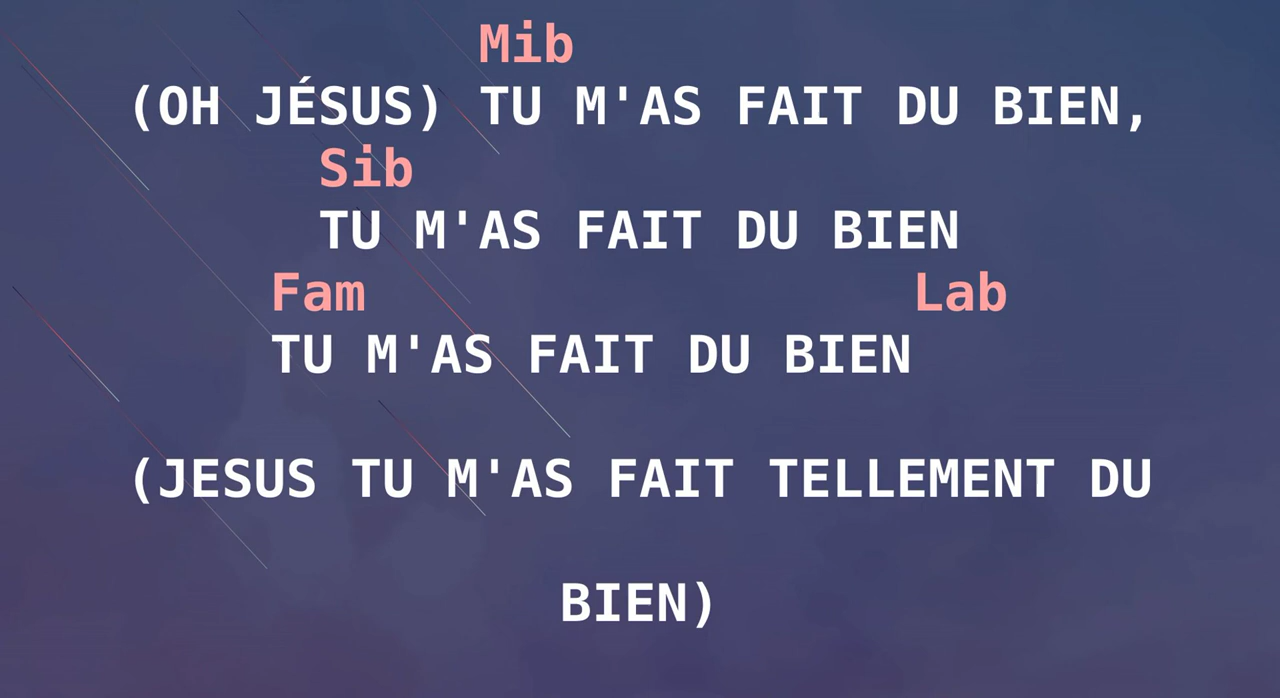 Mib
(OH JÉSUS) TU M'AS FAIT DU BIEN,
Sib
TU M'AS FAIT DU BIEN
Fam Lab
TU M'AS FAIT DU BIEN
(JESUS TU M'AS FAIT TELLEMENT DU
BIEN)